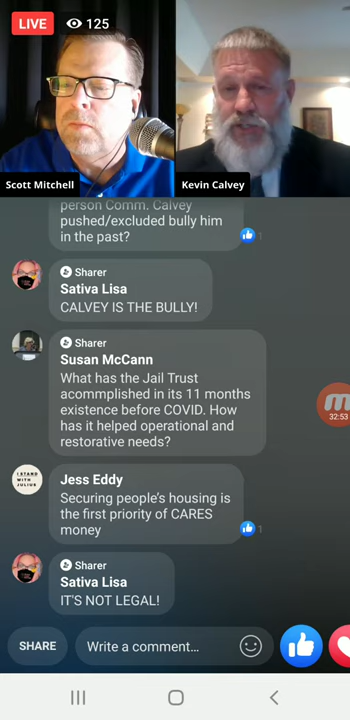 LIVE 125
Scott Mitchell
Kevin Calvey
person Comm. Calvey
pushed/excluded bully him
in the past?
1
Sharer
Sativa Lisa
CALVEY IS THE BULLY!
Sharer
Susan McCann
What has the Jail Trust
acommplished in its 11 months
existence before COVID. How
has it helped operational and
restorative needs?
32:53
I STAND
WITH
JULIUS
Jess Eddy
Securing people's housing is
the first priority of CARES
money
1
Sharer
Sativa Lisa
IT'S NOT LEGAL!
SHARE
Write a comment...